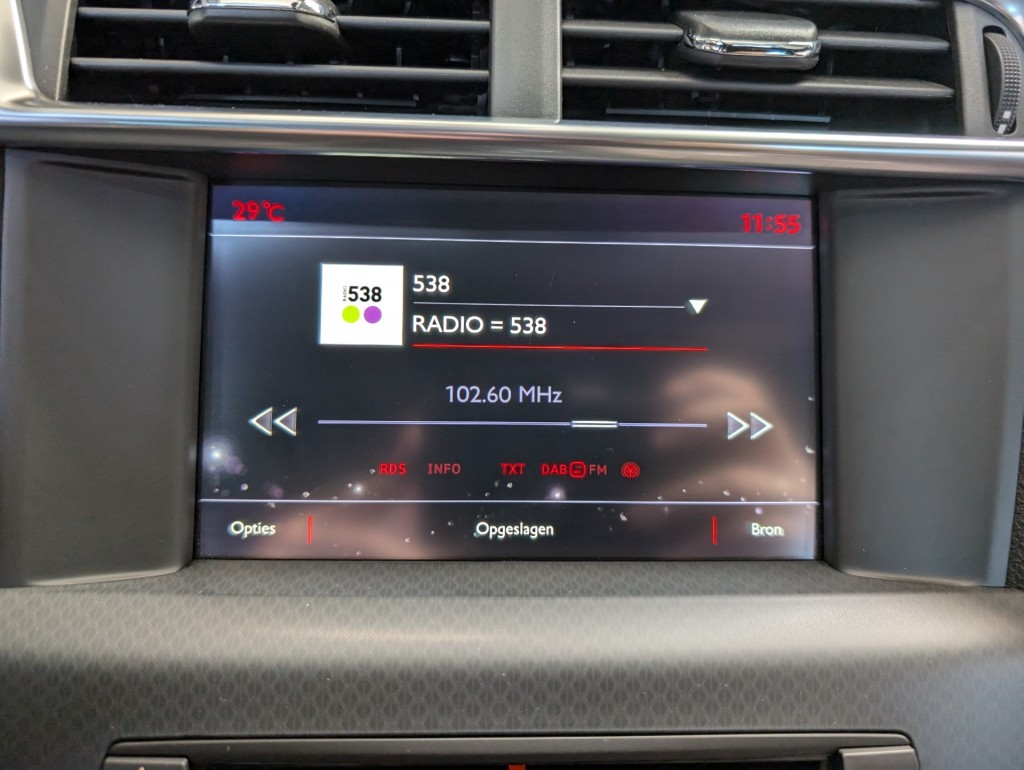 29°C
11:55
RADIO 538
538
RADIO = 538
102.60 MHz
RDS INFO TXT DAB S FM
Opties Opgeslagen Bron